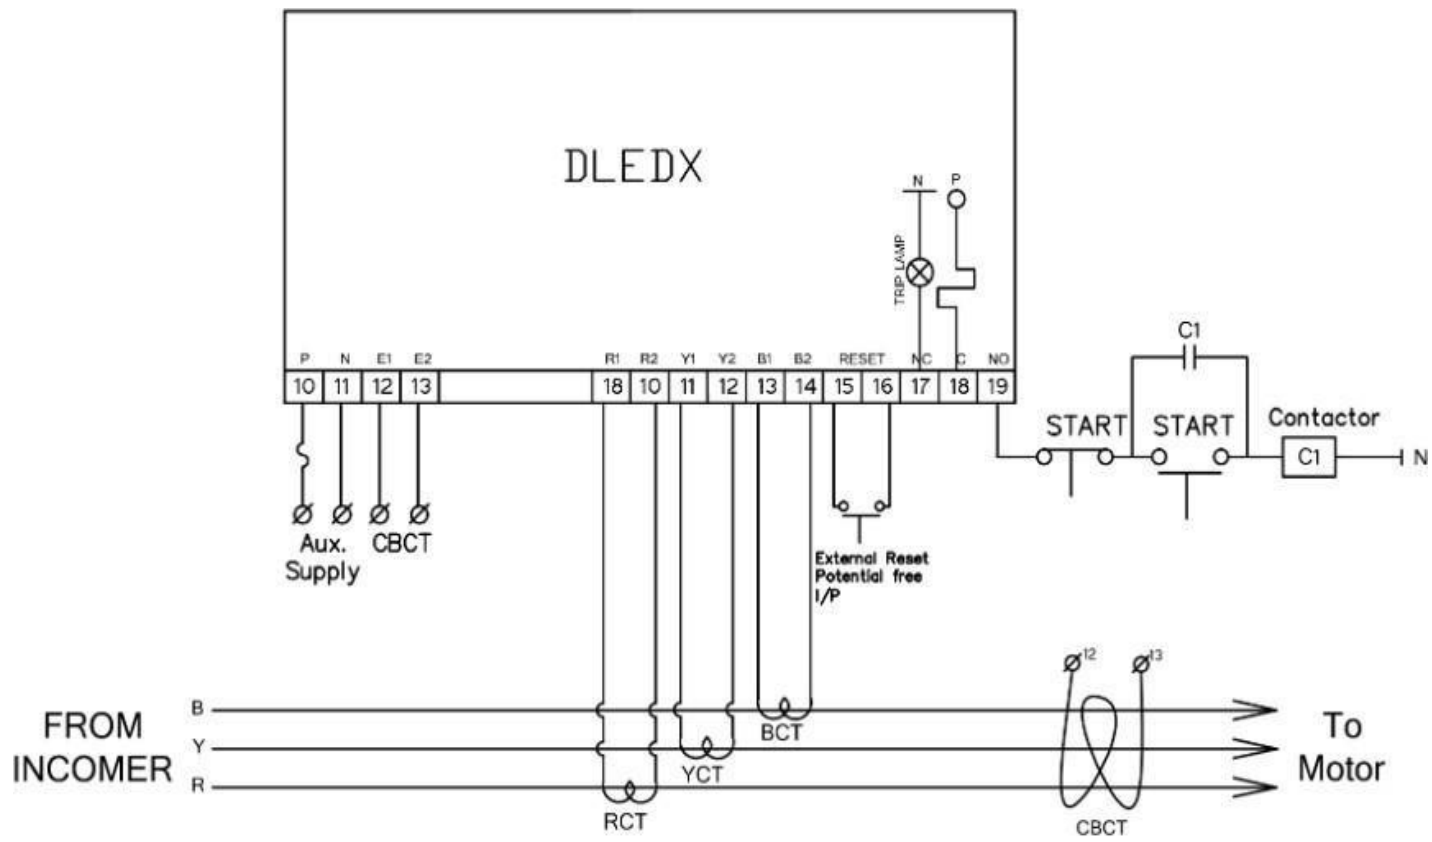 DLEDX
N P
TRIP LAMP
P N E1 E2 R1 R2 Y1 Y2 B1 B2 RESET NC C NO
10 11 12 13 18 10 11 12 13 14 15 16 17 18 19
C1
START START Contactor
C1 N
Aux.
Supply
CBCT
External Reset
Potential free
I/P
12 13
FROM
INCOMER
B
Y
R
BCT
YCT
RCT
CBCT
To
Motor